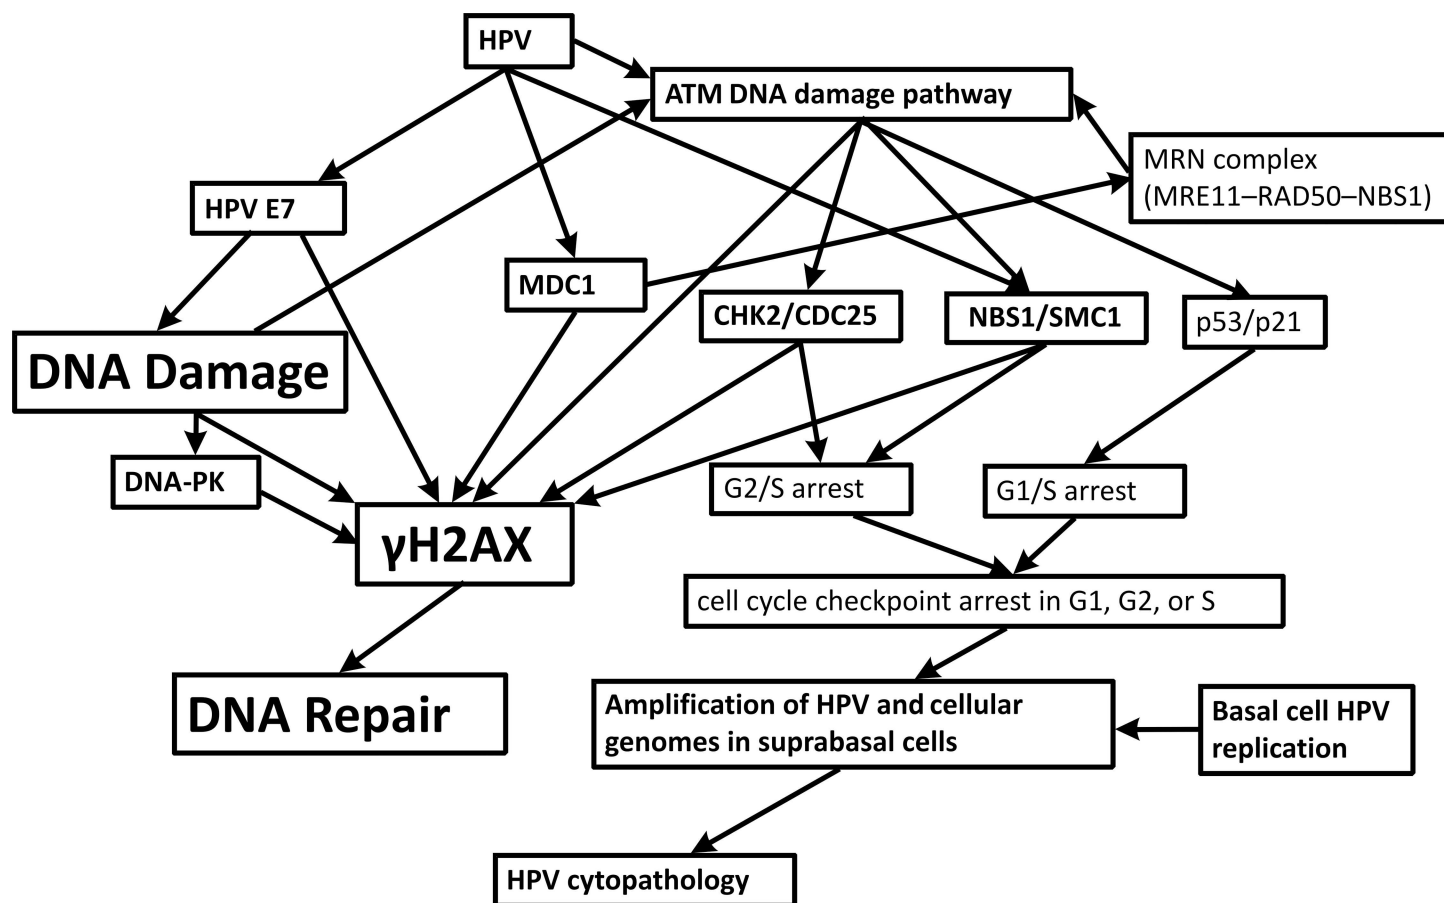 HPV
ATM DNA damage pathway
MRN complex
(MRE11–RAD50–NBS1)
HPV E7
MDC1
CHK2/CDC25
NBS1/SMC1
p53/p21
DNA Damage
DNA-PK
G2/S arrest
G1/S arrest
γH2AX
cell cycle checkpoint arrest in G1, G2, or S
DNA Repair
Amplification of HPV and cellular
genomes in suprabasal cells
Basal cell HPV
replication
HPV cytopathology